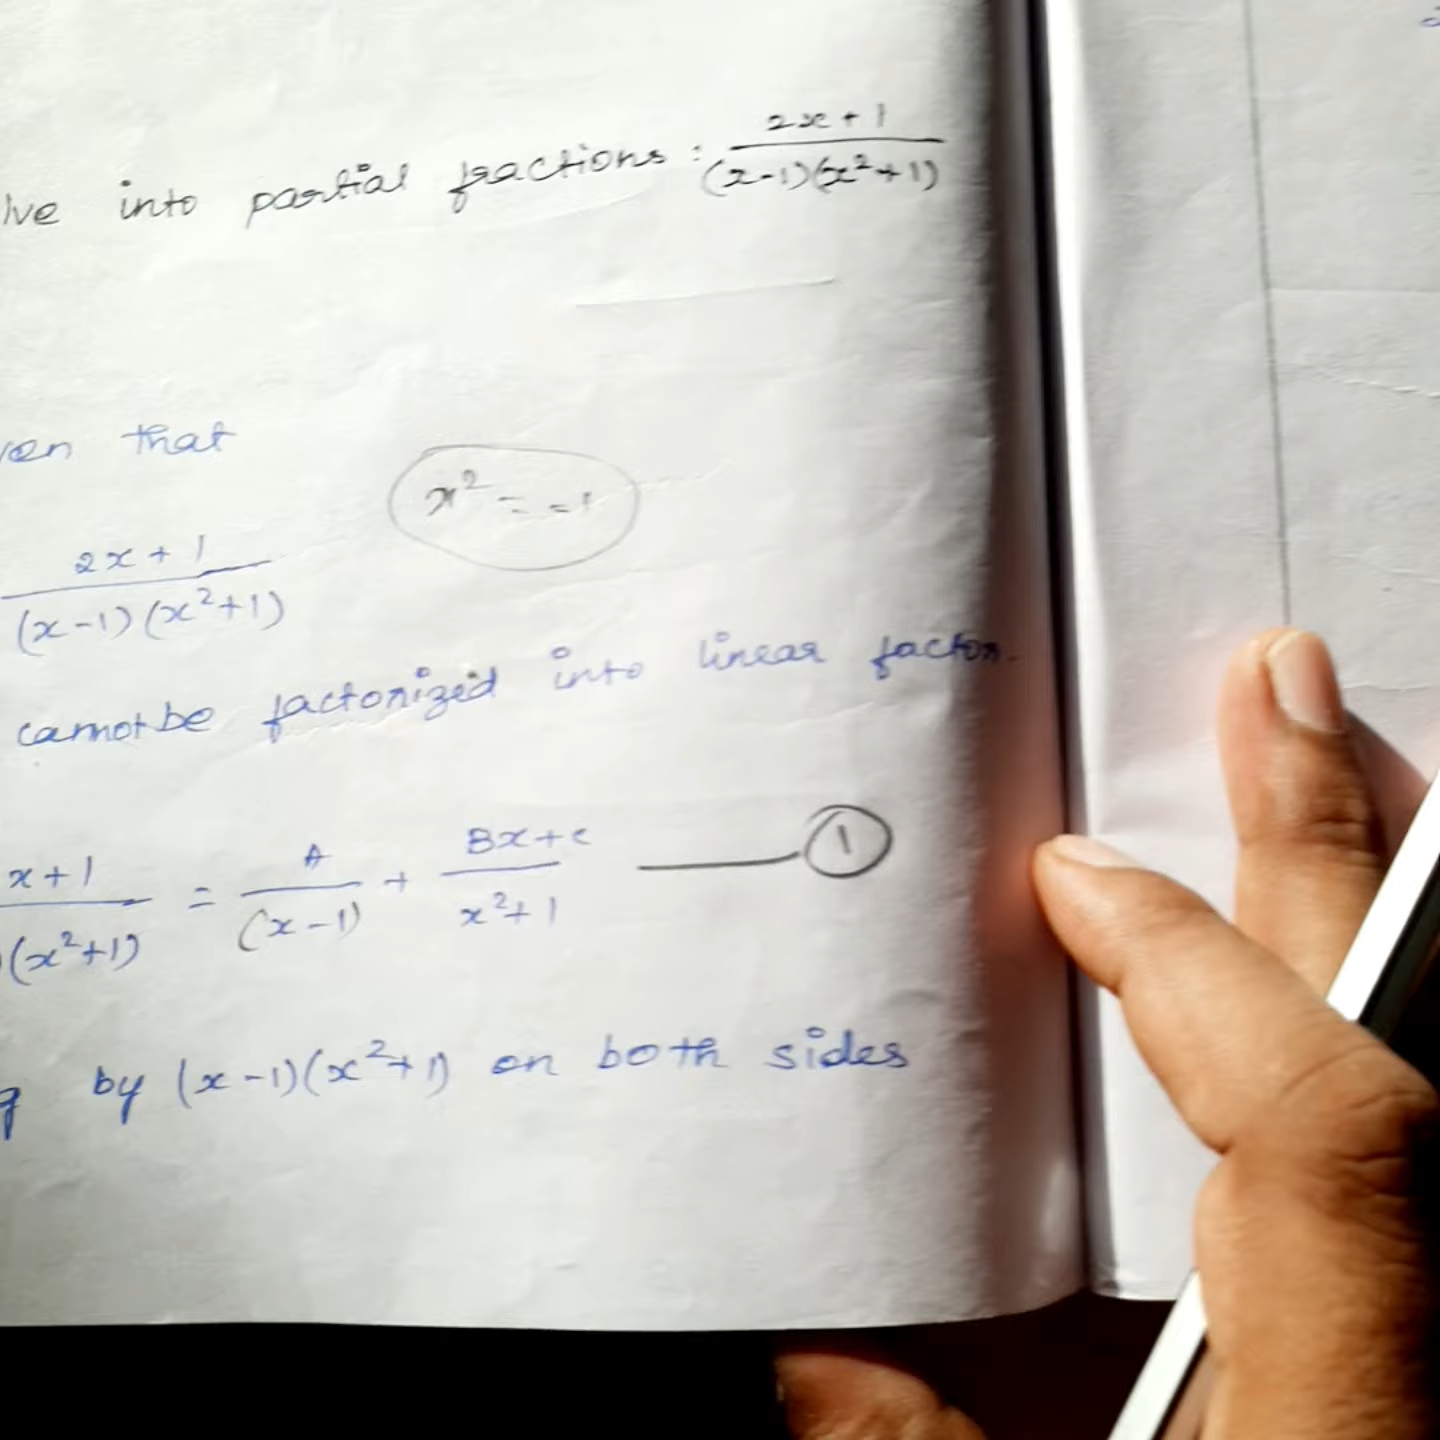 lve into partial fractions : 2x + 1 / (x-1)(x²+1)
ven that
x² = -1
2x + 1 / (x-1)(x²+1)
cannot be factorized into linear factor.
x+1 / (x²+1) = A / (x-1) + Bx+c / x²+1 —— 1
g by (x-1)(x²+1) on both sides